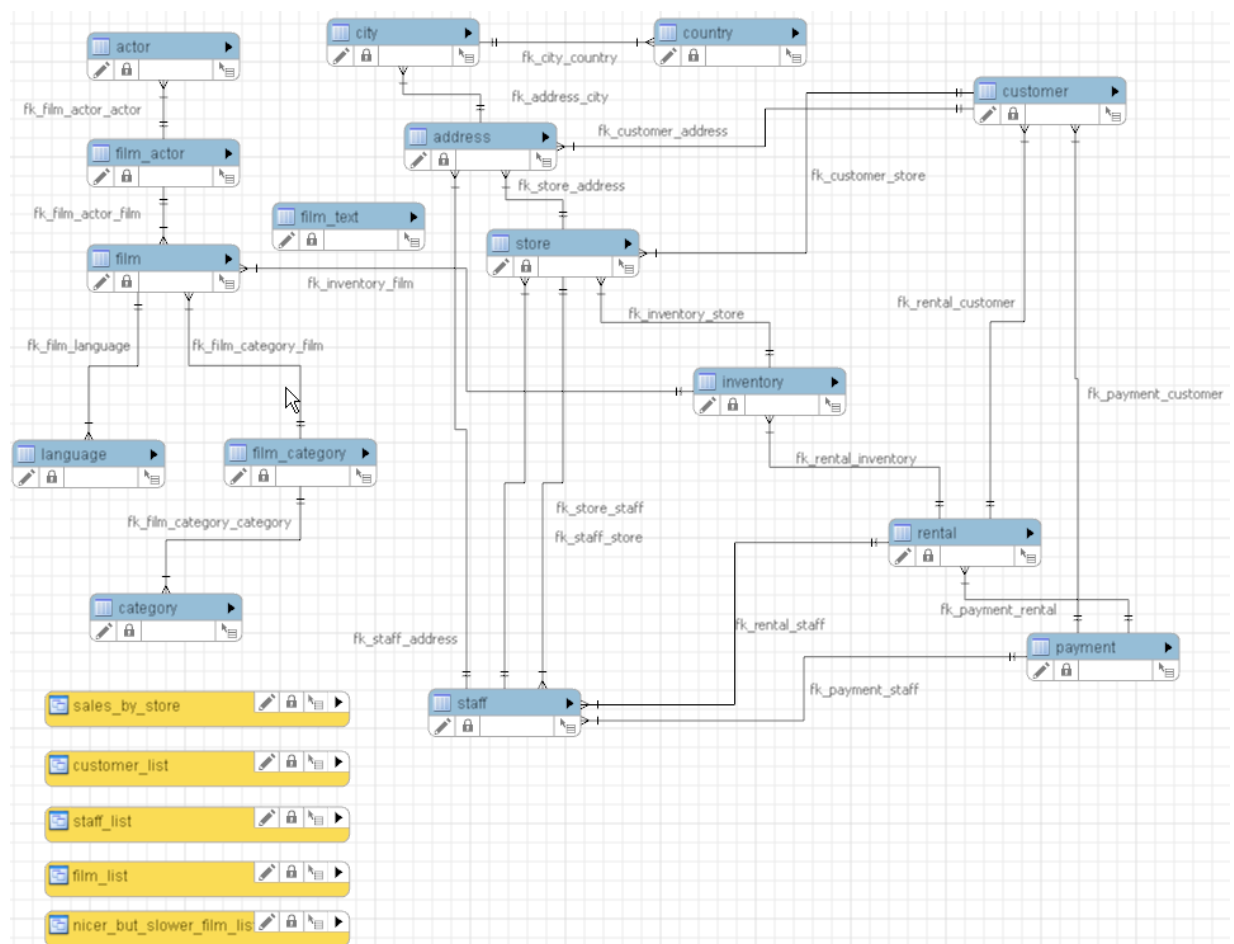 city
country
actor
fk_city_country
customer
fk_address_city
fk_film_actor_actor
fk_customer_address
address
film_actor
fk_customer_store
fk_store_address
fk_film_actor_film
film_text
store
film
fk_inventory_film
fk_rental_customer
fk_inventory_store
fk_film_language
fk_film_category_film
inventory
fk_payment_customer
language
film_category
fk_rental_inventory
fk_store_staff
fk_film_category_category
rental
fk_staff_store
category
fk_payment_rental
fk_rental_staff
fk_staff_address
payment
fk_payment_staff
sales_by_store
staff
customer_list
staff_list
film_list
nicer_but_slower_film_lis